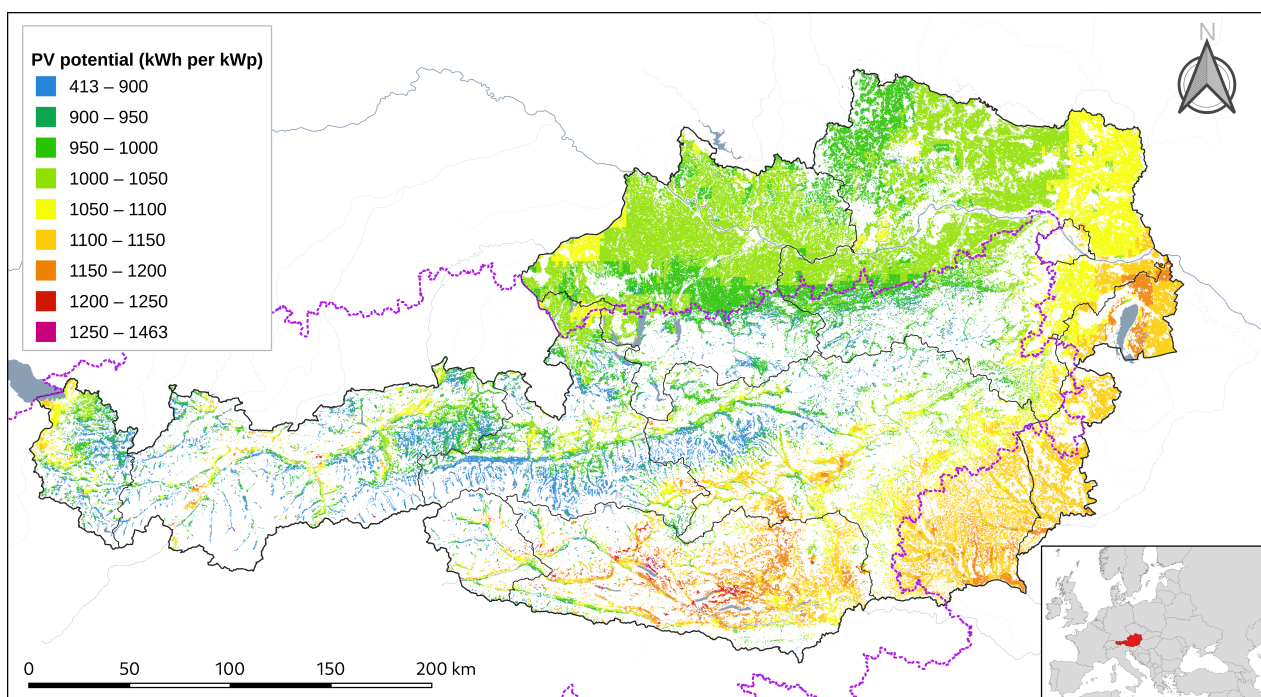 N
PV potential (kWh per kWp)
413 – 900
900 – 950
950 – 1000
1000 – 1050
1050 – 1100
1100 – 1150
1150 – 1200
1200 – 1250
1250 – 1463
0 50 100 150 200 km